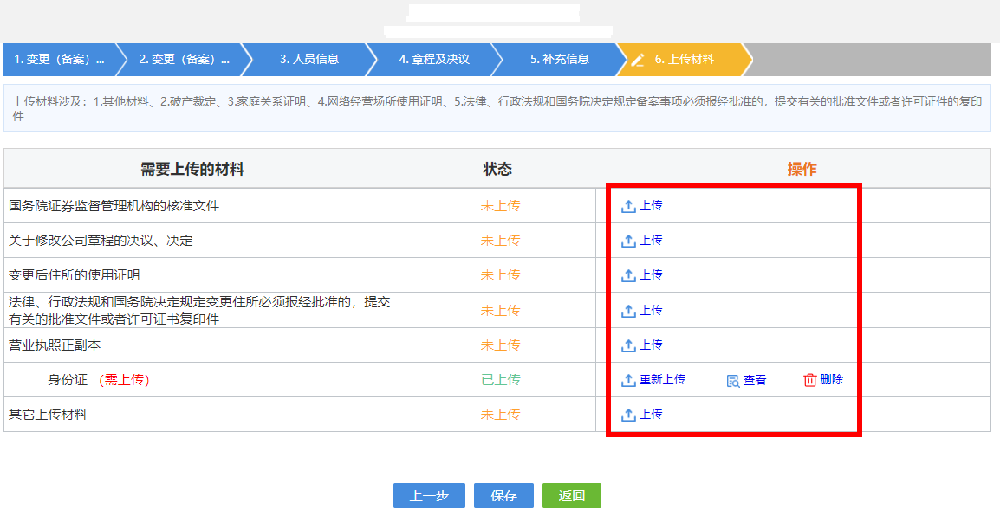 1. 变更（备案）...
2. 变更（备案）...
3. 人员信息
4. 章程及决议
5. 补充信息
6. 上传材料
上传材料涉及：1.其他材料、2.破产裁定、3.家庭关系证明、4.网络经营场所使用证明、5.法律、行政法规和国务院决定规定备案事项必须报经批准的，提交有关的批准文件或者许可证件的复印
件
需要上传的材料 状态 操作
国务院证券监督管理机构的核准文件 未上传 上传
关于修改公司章程的决议、决定 未上传 上传
变更后住所的使用证明 未上传 上传
法律、行政法规和国务院决定规定变更住所必须报经批准的，提交
有关的批准文件或者许可证书复印件 未上传 上传
营业执照正副本 未上传 上传
身份证 （需上传） 已上传 重新上传 查看 删除
其它上传材料 未上传 上传
上一步 保存 返回